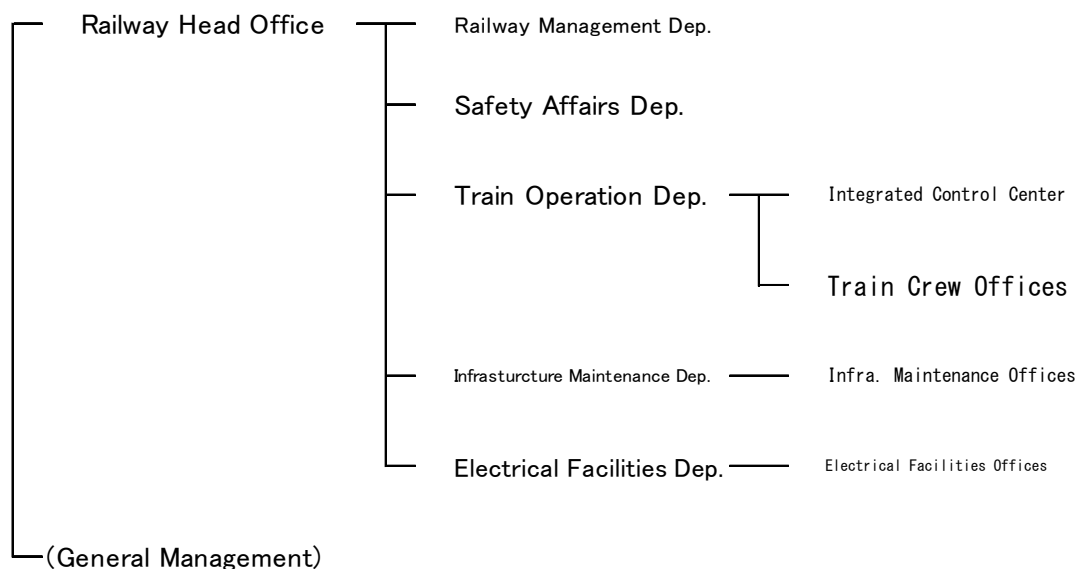 Railway Head Office
Railway Management Dep.
Safety Affairs Dep.
Train Operation Dep.
Integrated Control Center
Train Crew Offices
Infrasturcture Maintenance Dep.
Infra. Maintenance Offices
Electrical Facilities Dep.
Electrical Facilities Offices
(General Management)